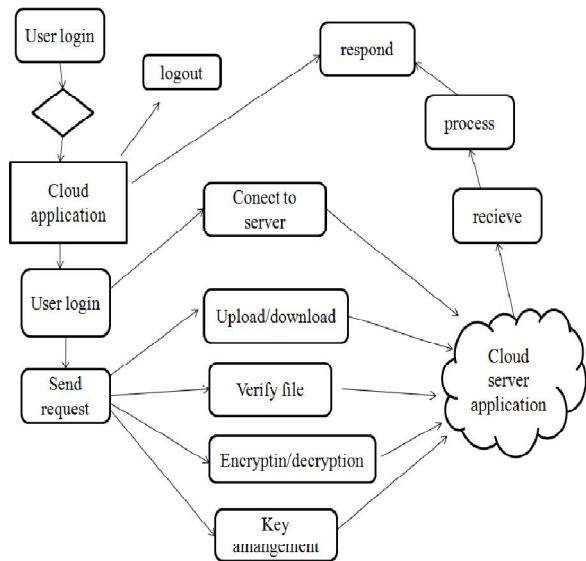 User login
logout
respond
process
recieve
Cloud
application
Conect to
server
User login
Upload/download
Send
request
Verify file
Encryptin/decryption
Key
amangement
Cloud
server
application